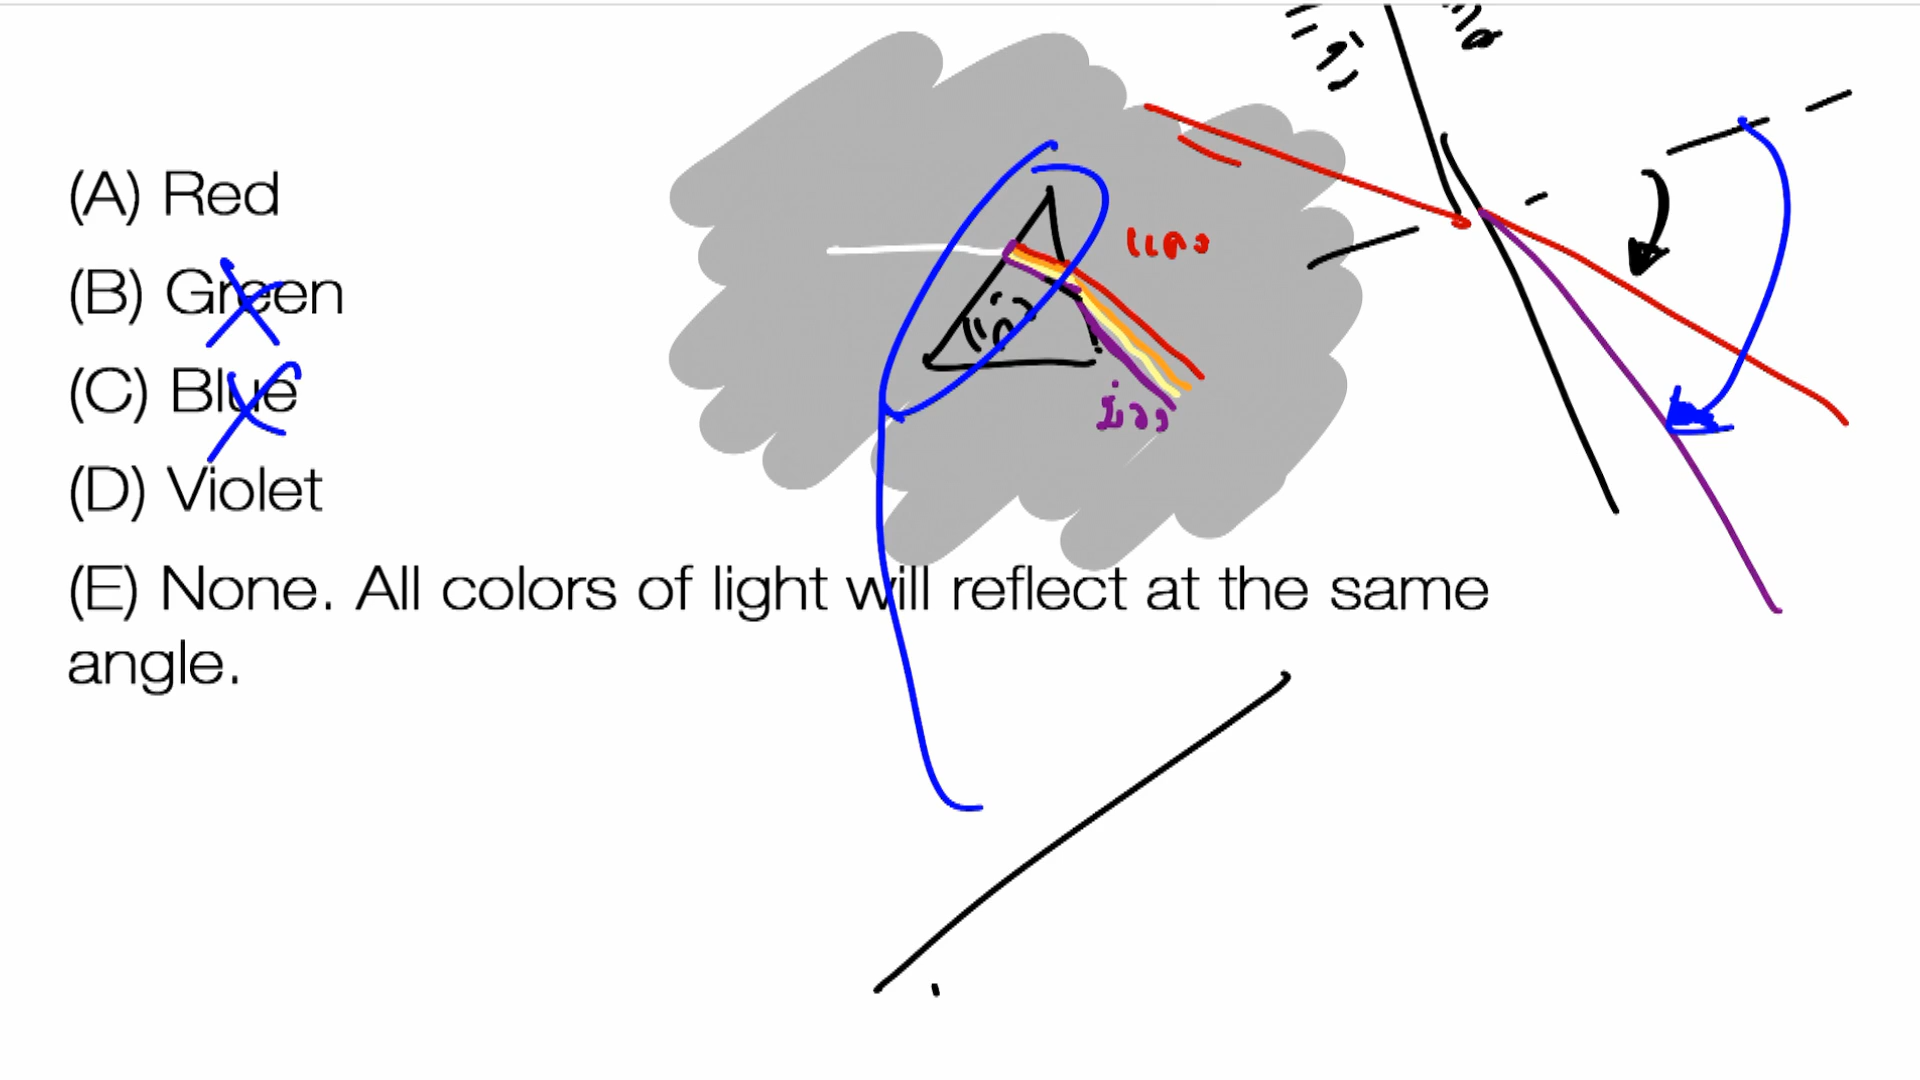 (A) Red
(B) Green
(C) Blue
(D) Violet
(E) None. All colors of light will reflect at the same
angle.
แดง
ม่วง